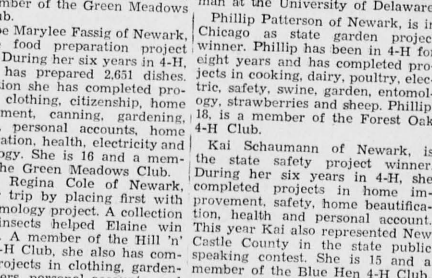 mber of the Green Meadows
ub.
e Marylee Fassig of Newark,
food preparation project
During her six years in 4-H,
has prepared 2,651 dishes.
ion she has completed pro-
clothing, citizenship, home
ment, canning, gardening,
personal accounts, home
ation, health, electricity and
ogy. She is 16 and a mem-
he Green Meadows Club.
Regina Cole of Newark,
trip by placing first with
mology project. A collection
insects helped Elaine win
A member of the Hill 'n'
-H Club, she also has com-
rojects in clothing, garden-
man at the University of Delaware
Phillip Patterson of Newark, is in
Chicago as state garden projec
winner. Phillip has been in 4-H fo
eight years and has completed pro
jects in cooking, dairy, poultry, elec
tric, safety, swine, garden, entomol
ogy, strawberries and sheep. Phillip
18, is a member of the Forest Oak
4-H Club.
Kai Schaumann of Newark, is
the state safety project winner
During her six years in 4-H, she
completed projects in home im-
provement, safety, home beautifica-
tion, health and personal account.
This year Kai also represented New
Castle County in the state public
speaking contest. She is 15 and a
member of the Blue Hen 4-H Club